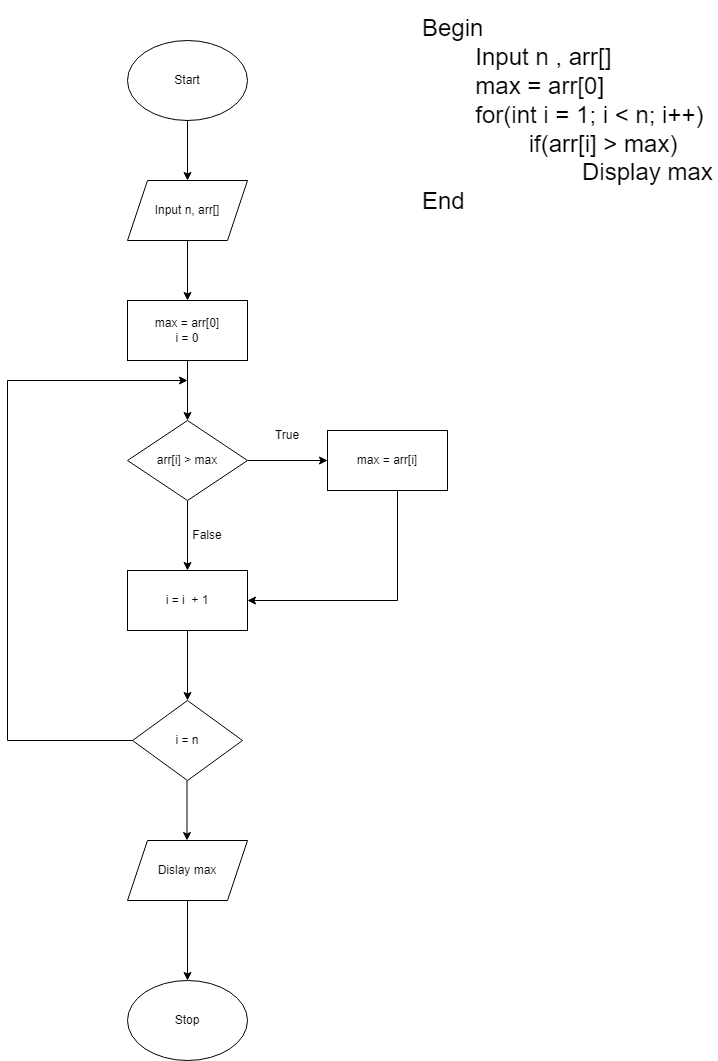 Begin
Input n , arr[]
max = arr[0]
for(int i = 1; i < n; i++)
if(arr[i] > max)
Display max
End
Start
Input n, arr[]
max = arr[0]
i = 0
arr[i] > max
True
max = arr[i]
False
i = i + 1
i = n
Dislay max
Stop